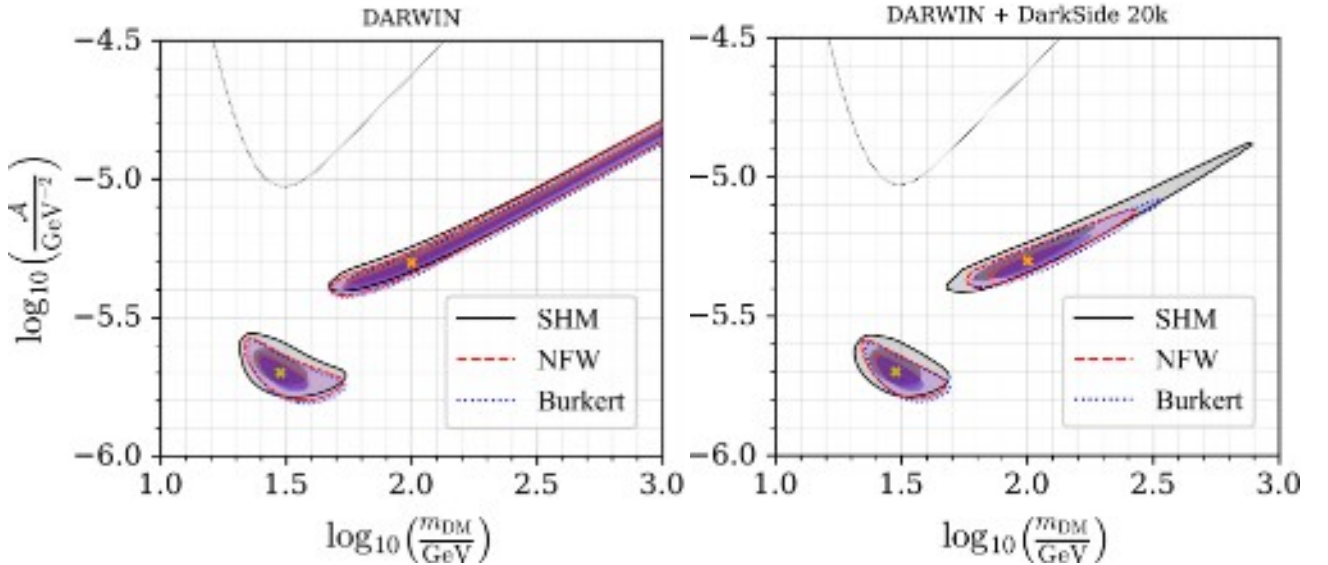 DARWIN
−4.5
−5.0
−5.5
−6.0
1.0 1.5 2.0 2.5 3.0
log₁₀(𝒜/GeV⁻²)
log₁₀(m_DM/GeV)
SHM
NFW
Burkert
DARWIN + DarkSide 20k
−4.5
−5.0
−5.5
−6.0
1.0 1.5 2.0 2.5 3.0
log₁₀(m_DM/GeV)
SHM
NFW
Burkert